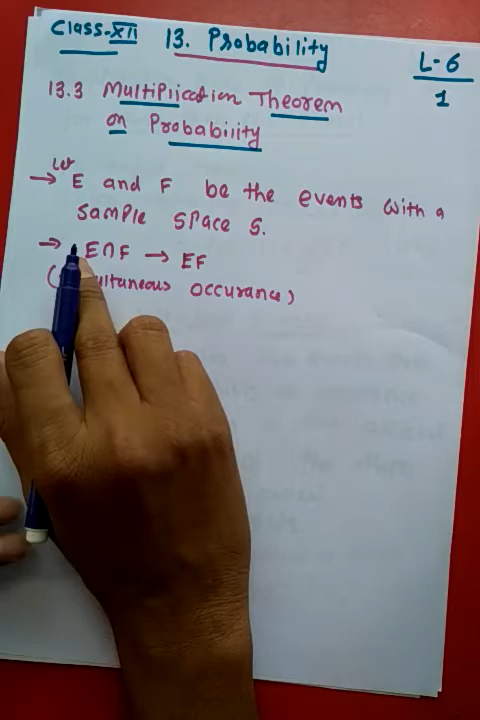 Class-XII 13. Probability
L-6
1
13.3 Multiplication Theorem
on Probability
→ Let E and F be the events with a
sample space S.
→ E∩F → EF
ultaneous occurance)